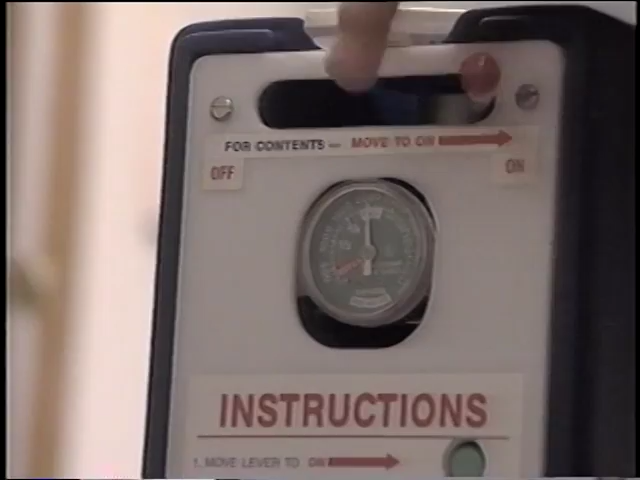 FOR CONTENTS— MOVE TO ON
OFF
ON
INSTRUCTIONS
1. MOVE LEVER TO ON